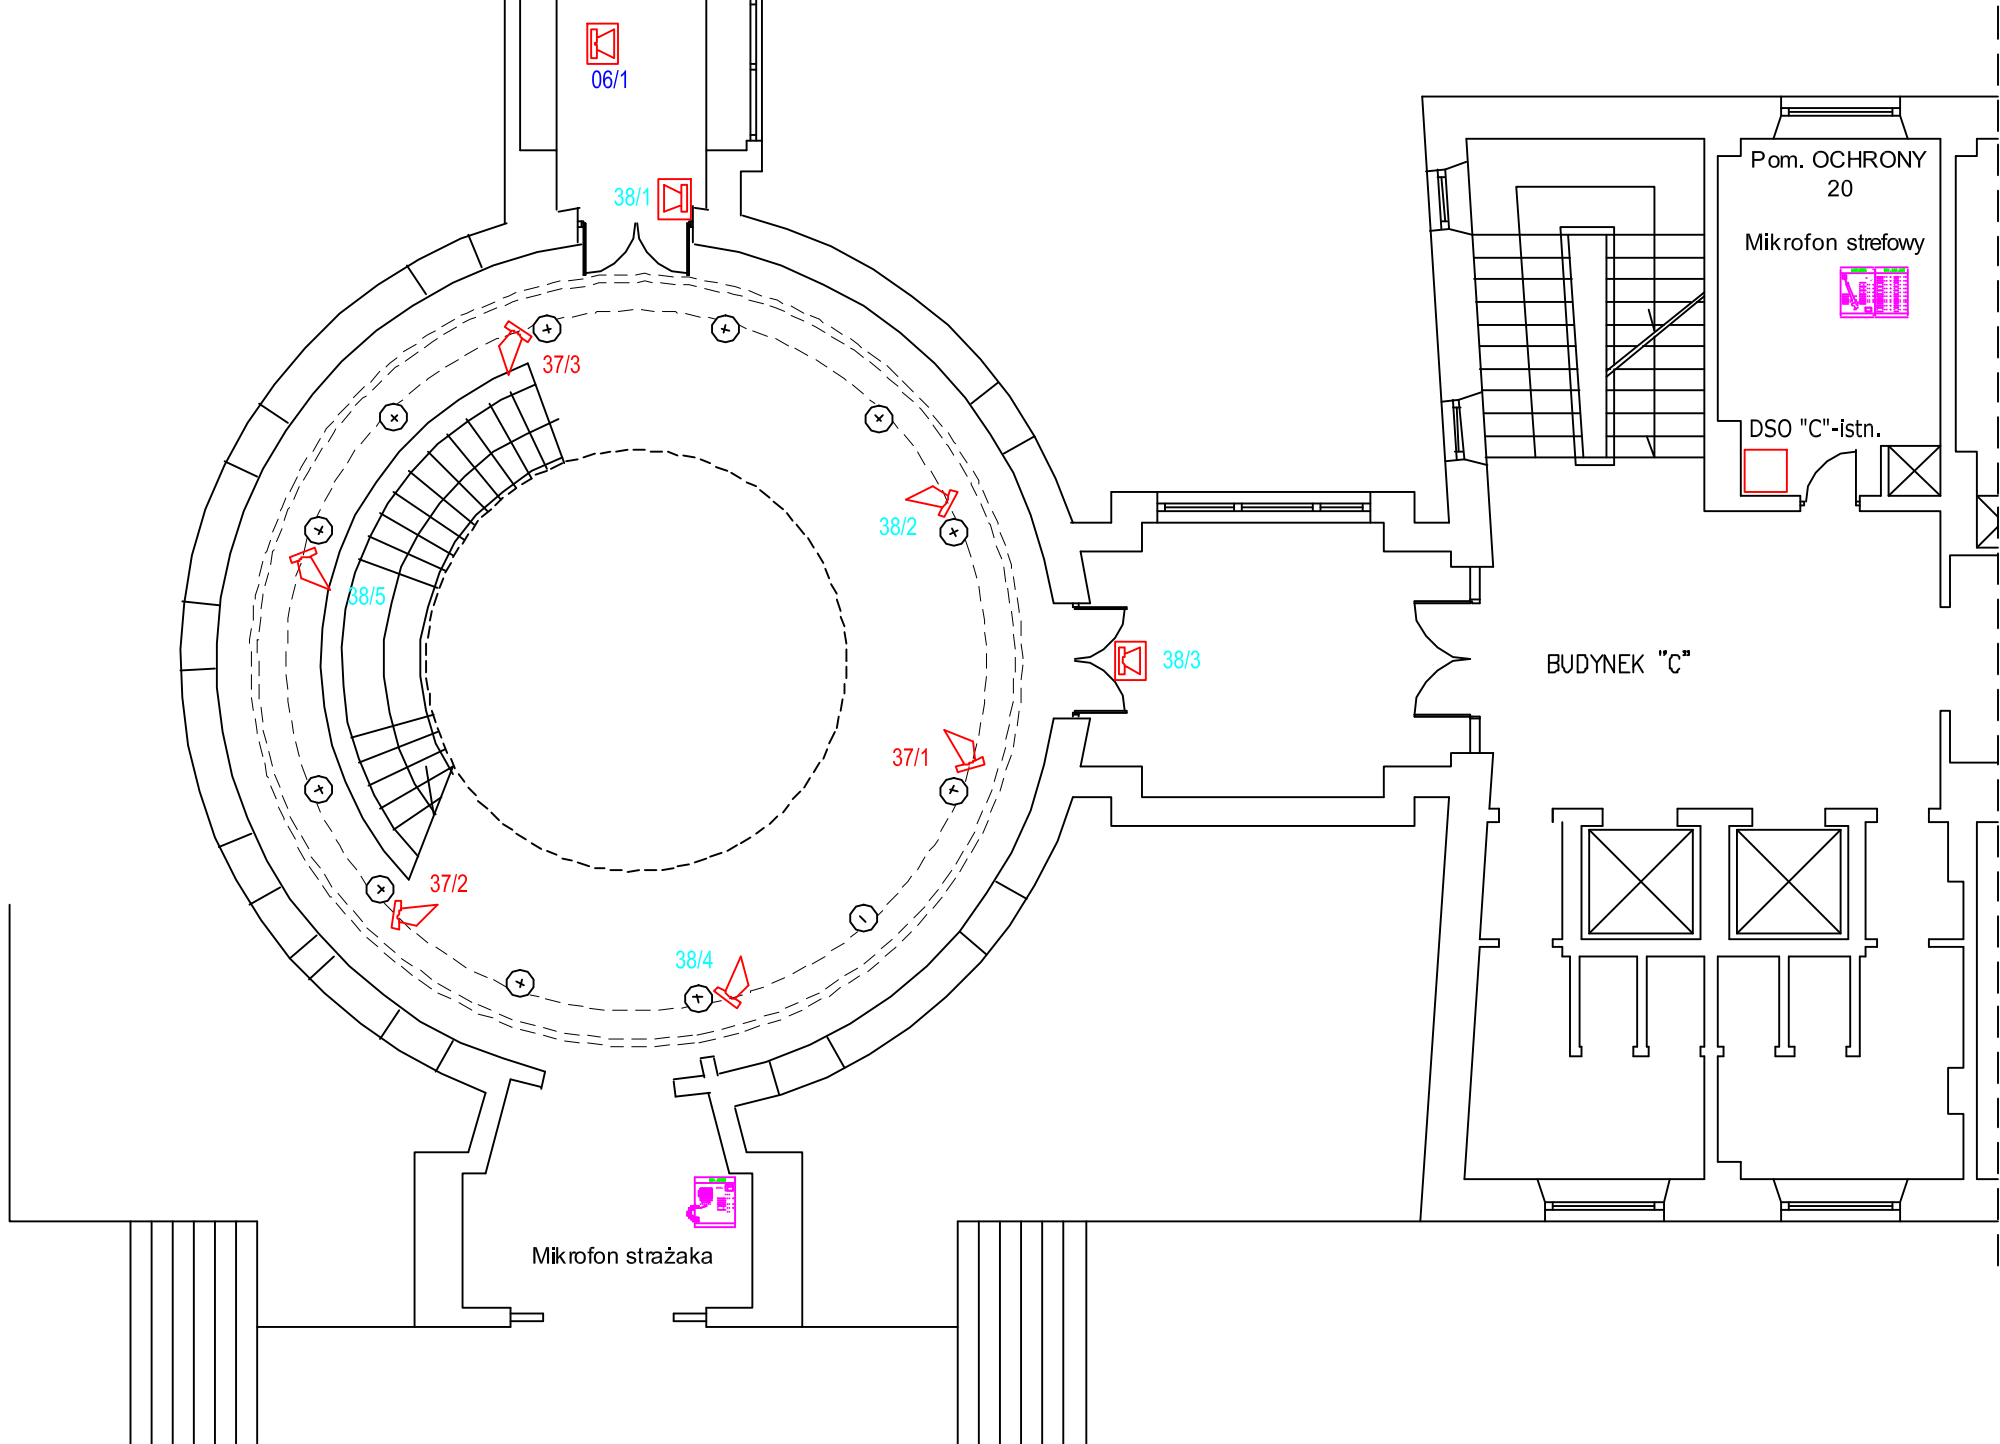 06/1
Pom. OCHRONY
20
38/1
Mikrofon strefowy
37/3
DSO "C"-istn.
38/2
38/5
38/3
BUDYNEK "C"
37/1
37/2
38/4
Mikrofon strażaka